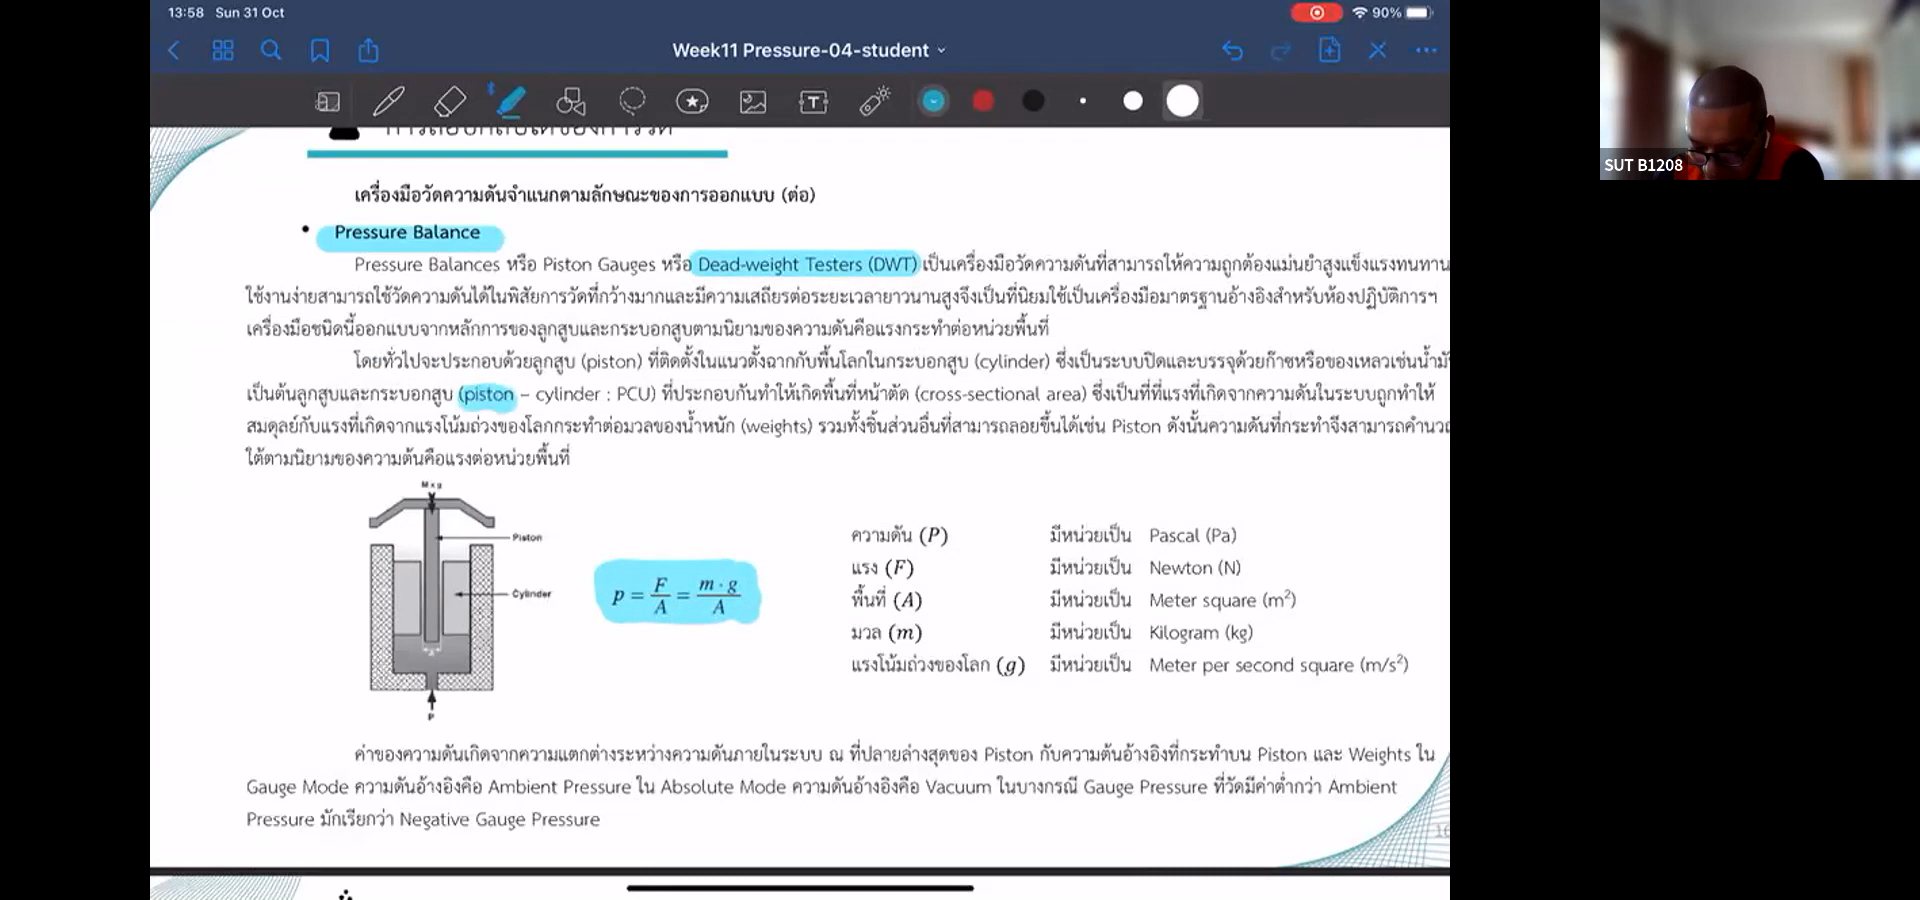 13:58 Sun 31 Oct
90%
Week11 Pressure-04-student
SUT B1208
เครื่องมือวัดความดันจำแนกตามลักษณะของการออกแบบ (ต่อ)
• Pressure Balance
Pressure Balances หรือ Piston Gauges หรือ Dead-weight Testers (DWT) เป็นเครื่องมือวัดความดันที่สามารถให้ความถูกต้องแม่นยำสูงแข็งแรงทนทาน
ใช้งานง่ายสามารถใช้วัดความดันได้ในพิสัยการวัดที่กว้างมากและมีความเสถียรต่อระยะเวลายาวนานสูงจึงเป็นที่นิยมใช้เป็นเครื่องมือมาตรฐานอ้างอิงสำหรับห้องปฏิบัติการฯ
เครื่องมือชนิดนี้ออกแบบจากหลักการของลูกสูบและกระบอกสูบตามนิยามของความดันคือแรงกระทำต่อหน่วยพื้นที่
โดยทั่วไปจะประกอบด้วยลูกสูบ (piston) ที่ติดตั้งในแนวตั้งฉากกับพื้นโลกในกระบอกสูบ (cylinder) ซึ่งเป็นระบบปิดและบรรจุด้วยก๊าซหรือของเหลวเช่นน้ำมั
เป็นต้นลูกสูบและกระบอกสูบ (piston – cylinder : PCU) ที่ประกอบกันทำให้เกิดพื้นที่หน้าตัด (cross-sectional area) ซึ่งเป็นที่ที่แรงที่เกิดจากความดันในระบบถูกทำให้
สมดุลย์กับแรงที่เกิดจากแรงโน้มถ่วงของโลกกระทำต่อมวลของน้ำหนัก (weights) รวมทั้งชิ้นส่วนอื่นที่สามารถลอยขึ้นได้เช่น Piston ดังนั้นความดันที่กระทำจึงสามารถคำนวณ
ได้ตามนิยามของความดันคือแรงต่อหน่วยพื้นที่
M x g
Piston
Cylinder
P
p = F/A = m · g/A
ความดัน (P) มีหน่วยเป็น Pascal (Pa)
แรง (F) มีหน่วยเป็น Newton (N)
พื้นที่ (A) มีหน่วยเป็น Meter square (m²)
มวล (m) มีหน่วยเป็น Kilogram (kg)
แรงโน้มถ่วงของโลก (g) มีหน่วยเป็น Meter per second square (m/s²)
ค่าของความดันเกิดจากความแตกต่างระหว่างความดันภายในระบบ ณ ที่ปลายล่างสุดของ Piston กับความดันอ้างอิงที่กระทำบน Piston และ Weights ใน
Gauge Mode ความดันอ้างอิงคือ Ambient Pressure ใน Absolute Mode ความดันอ้างอิงคือ Vacuum ในบางกรณี Gauge Pressure ที่วัดมีค่าต่ำกว่า Ambient
Pressure มักเรียกว่า Negative Gauge Pressure